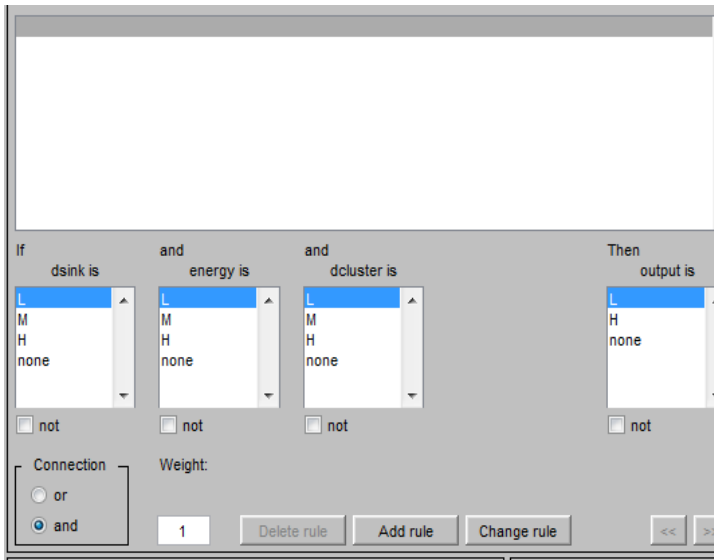 If
and
and
Then
dsink is
energy is
dcluster is
output is
L
M
H
none
L
M
H
none
L
M
H
none
L
H
none
not
not
not
not
Connection
or
and
Weight:
1
Delete rule
Add rule
Change rule
<<
>>